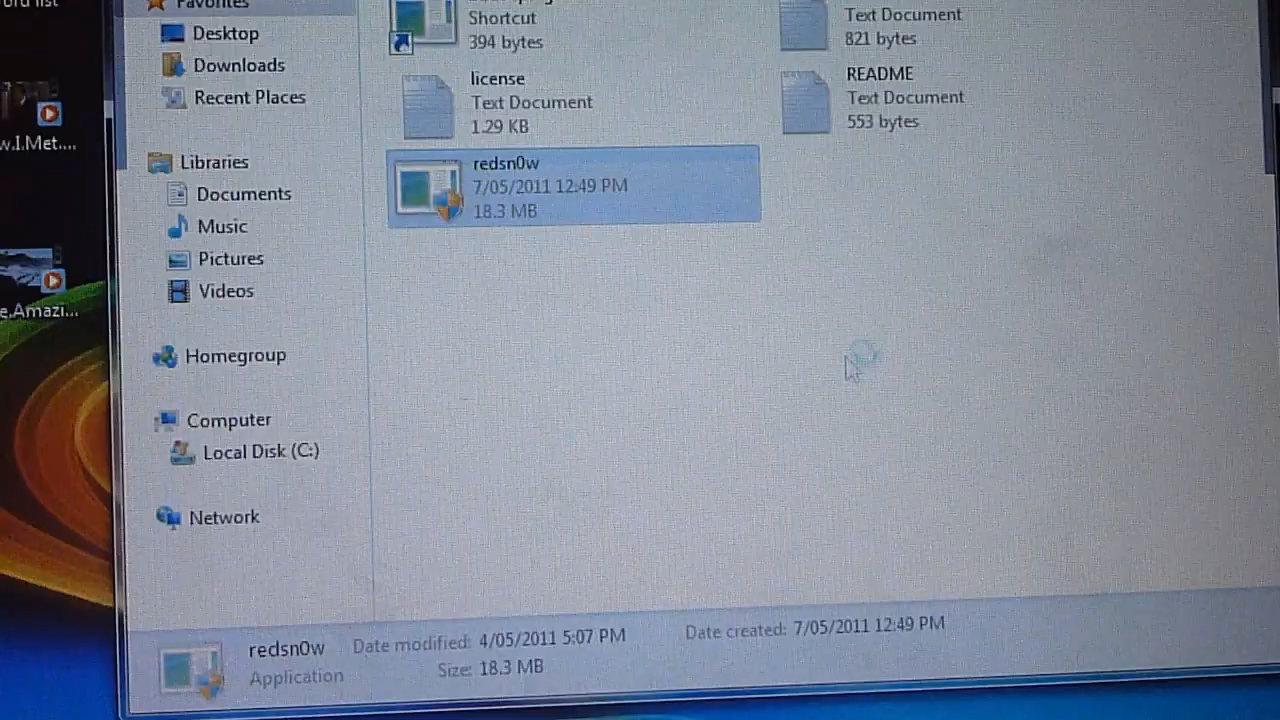 Favorites
Desktop
Downloads
Recent Places
Libraries
Documents
Music
Pictures
Videos
Homegroup
Computer
Local Disk (C:)
Network
Shortcut
394 bytes
Text Document
821 bytes
license
Text Document
1.29 KB
README
Text Document
553 bytes
redsn0w
7/05/2011 12:49 PM
18.3 MB
w.I.Met....
e.Amazi...
redsn0w
Date modified: 4/05/2011 5:07 PM
Date created: 7/05/2011 12:49 PM
Application
Size: 18.3 MB